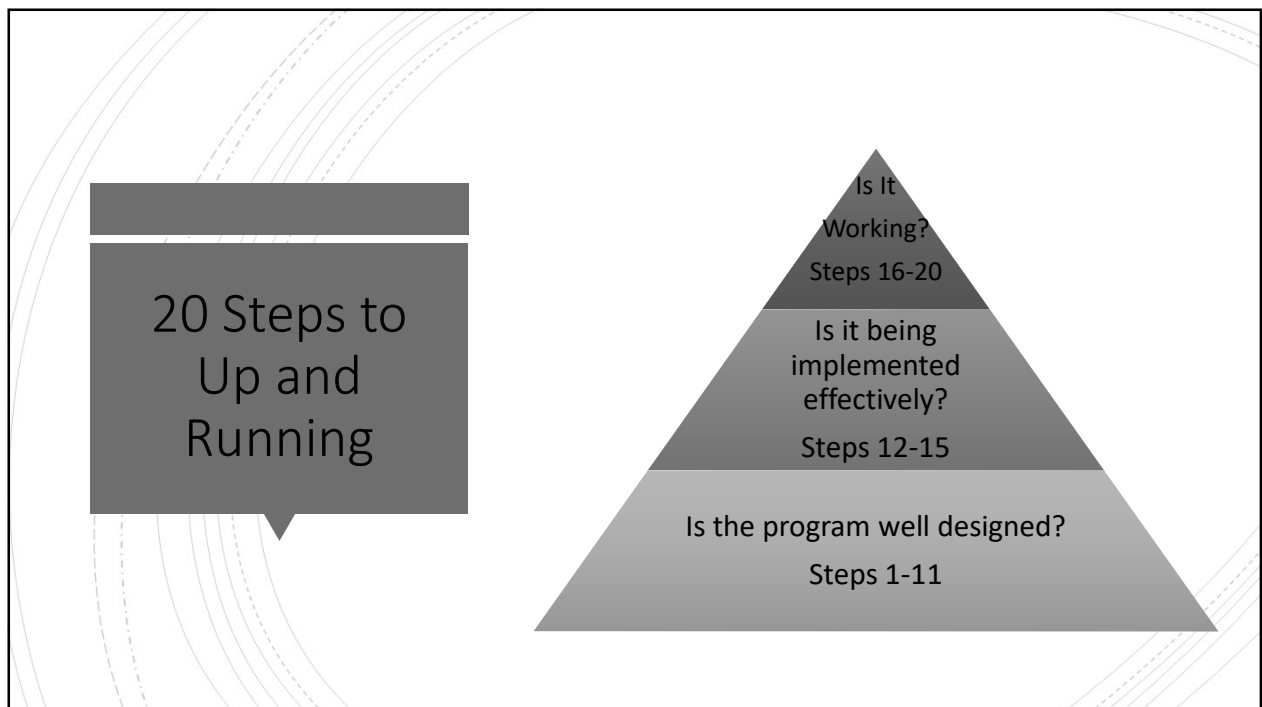 20 Steps to
Up and
Running
Is It
Working?
Steps 16-20
Is it being
implemented
effectively?
Steps 12-15
Is the program well designed?
Steps 1-11